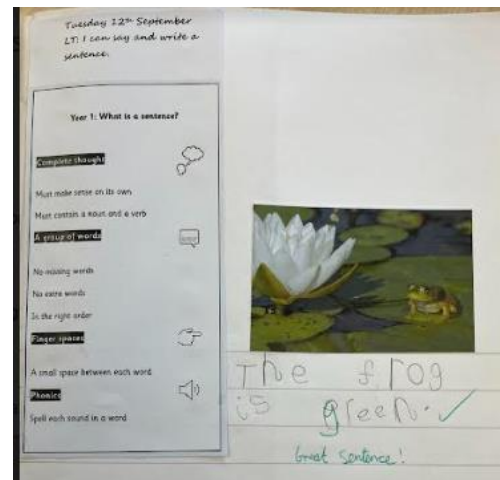 Tuesday 12th September
LT: I can say and write a
sentence.
Year 1: What is a sentence?
Complete thought
Must make sense on its own
Must contain a noun and a verb
A group of words
No missing words
No extra words
In the right order
Finger spaces
A small space between each word
Phonics
Spell each sound in a word
The frog
is green.
Great sentence!